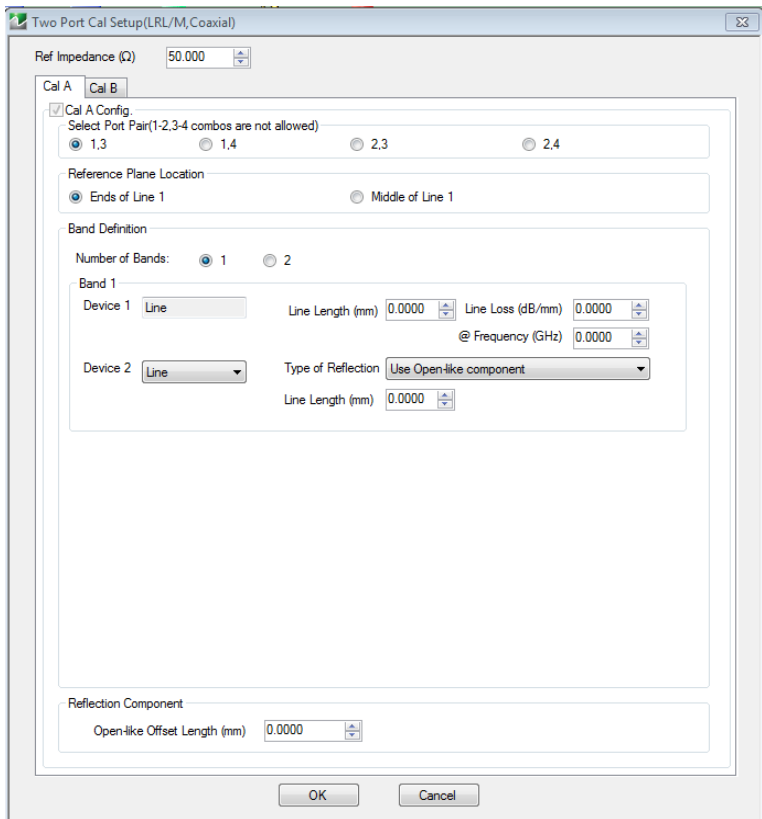 Two Port Cal Setup(LRL/M,Coaxial)
Ref Impedance (Ω) 50.000
Cal A Cal B
Cal A Config.
Select Port Pair(1-2,3-4 combos are not allowed)
1,3 1,4 2,3 2,4
Reference Plane Location
Ends of Line 1 Middle of Line 1
Band Definition
Number of Bands: 1 2
Band 1
Device 1 Line Line Length (mm) 0.0000 Line Loss (dB/mm) 0.0000
@ Frequency (GHz) 0.0000
Device 2 Line Type of Reflection Use Open-like component
Line Length (mm) 0.0000
Reflection Component
Open-like Offset Length (mm) 0.0000
OK Cancel